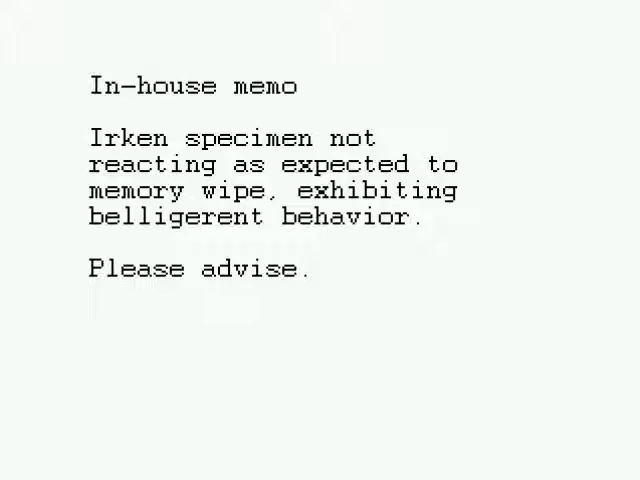 In-house memo
Irken specimen not
reacting as expected to
memory wipe, exhibiting
belligerent behavior.
Please advise.